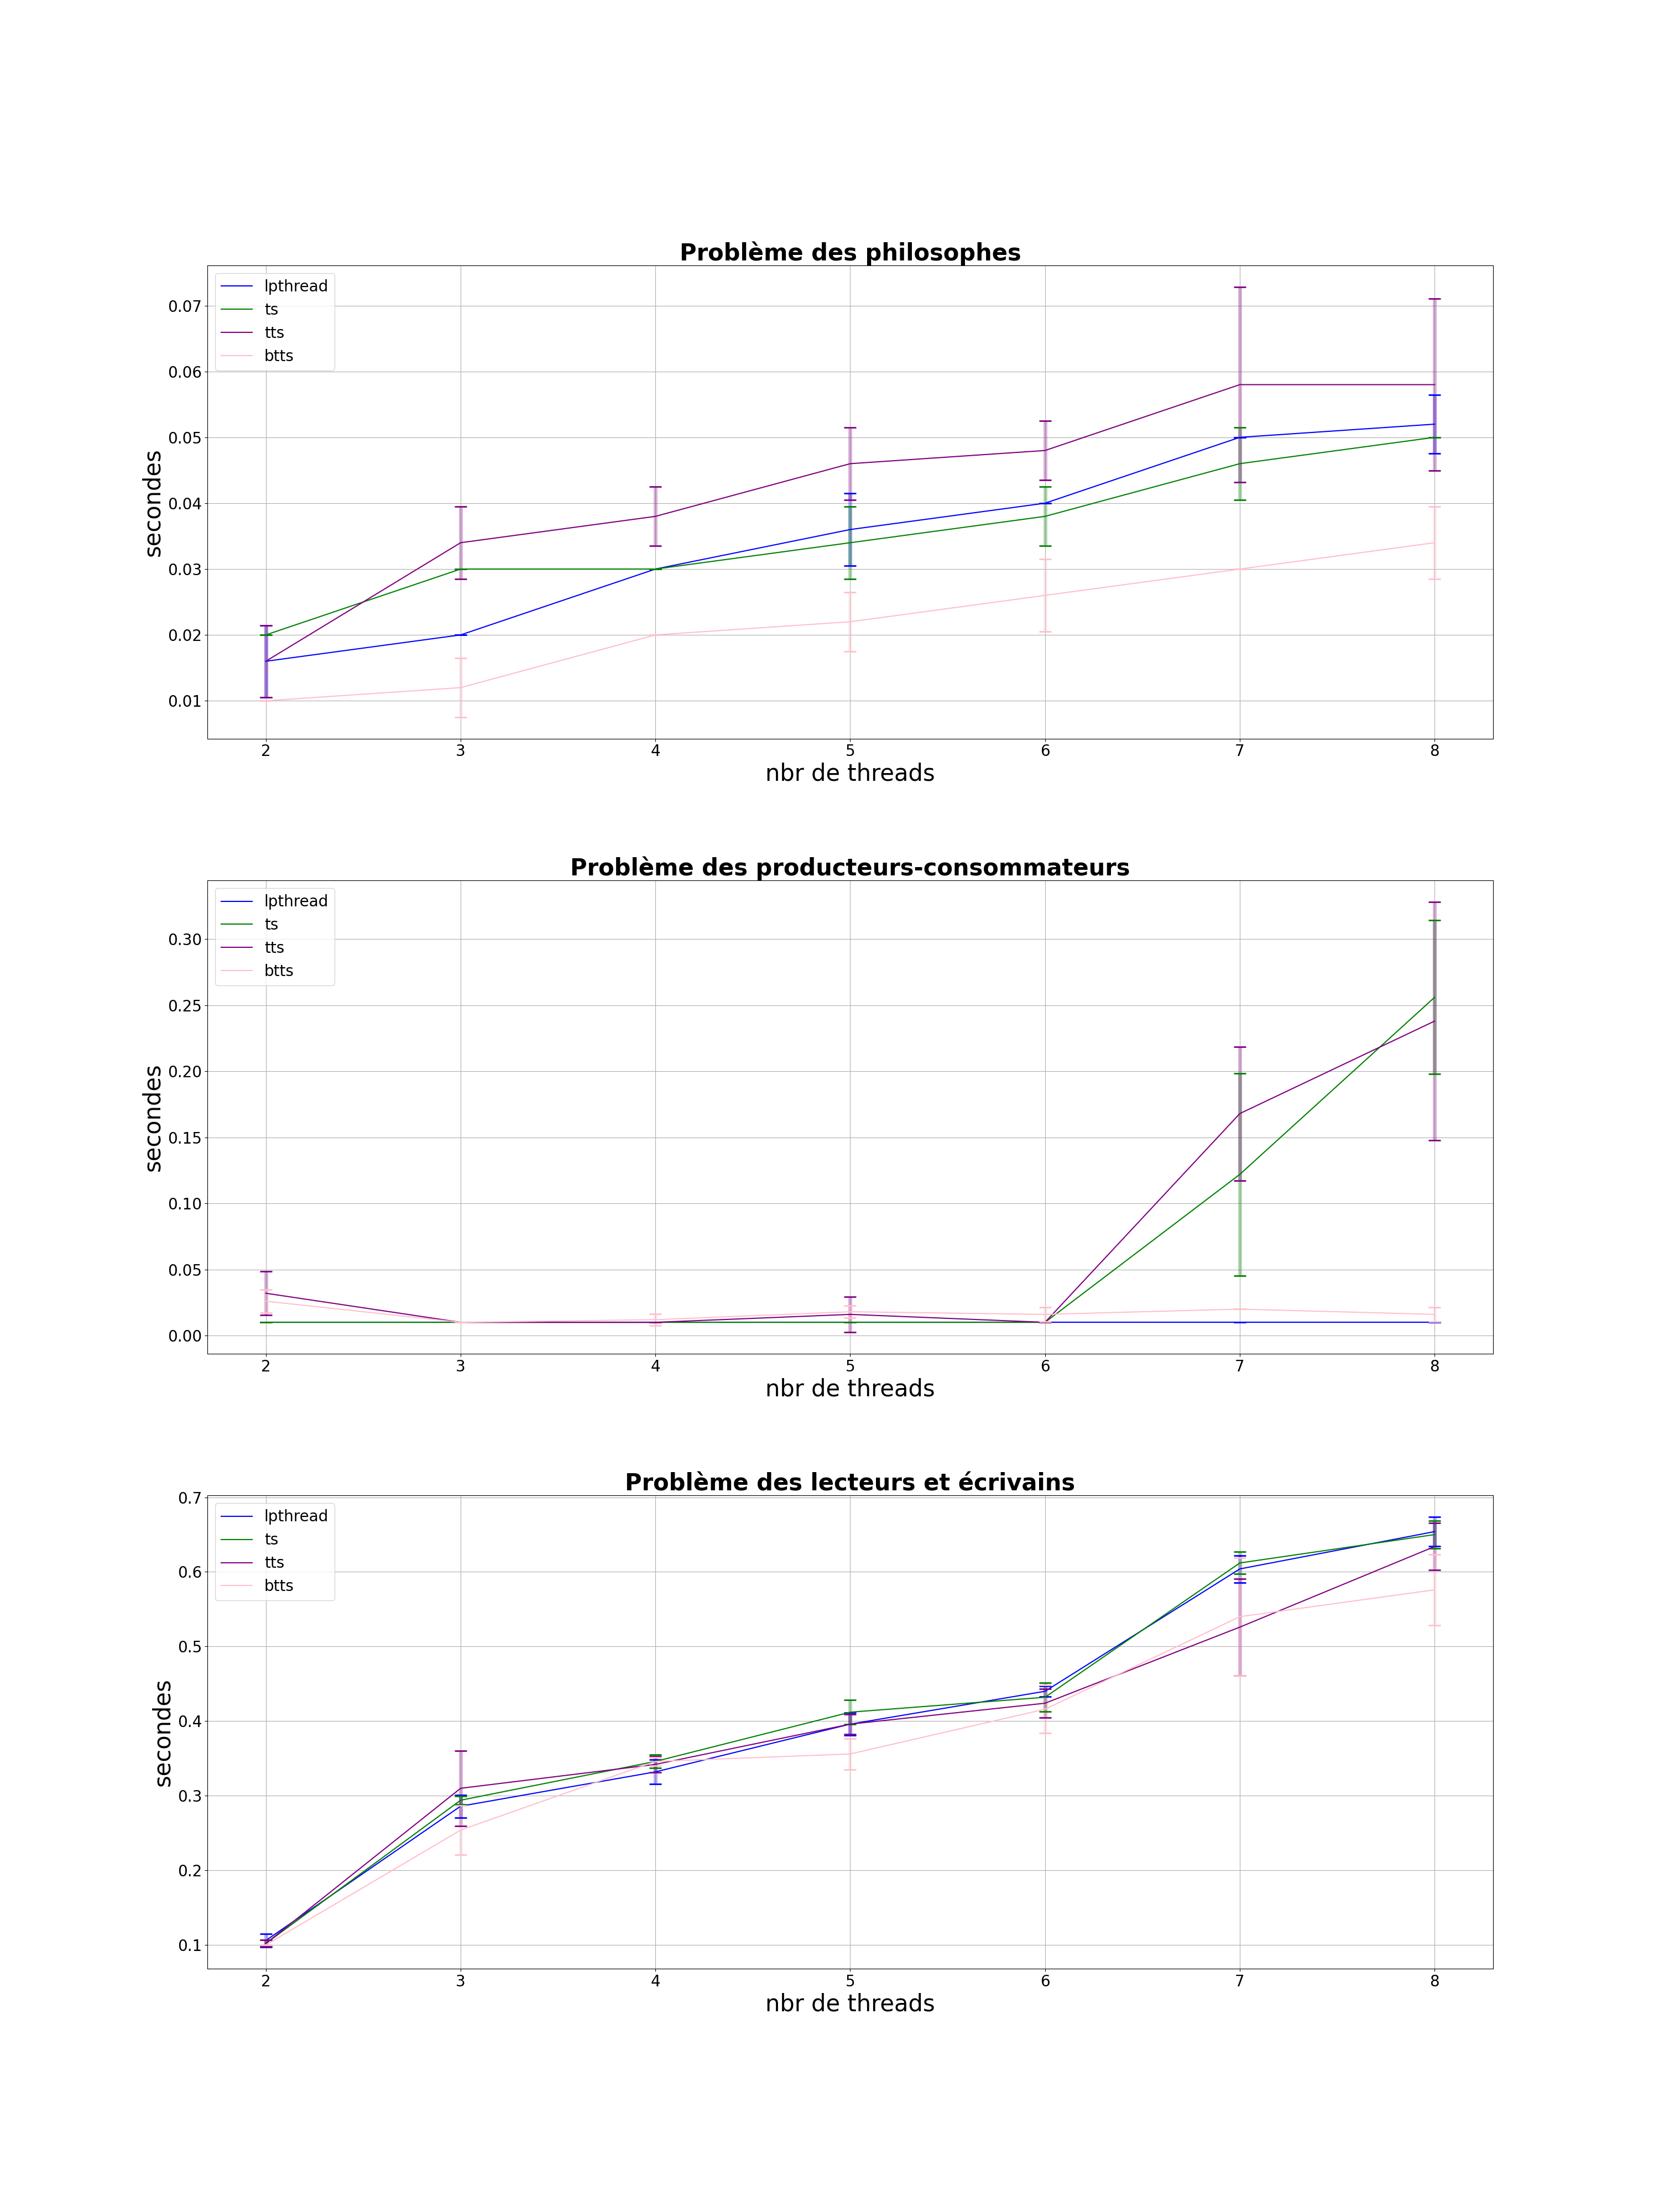 Problème des philosophes
lpthread
ts
tts
btts
0.07
0.06
0.05
0.04
0.03
0.02
0.01
secondes
2 3 4 5 6 7 8
nbr de threads
Problème des producteurs-consommateurs
lpthread
ts
tts
btts
0.30
0.25
0.20
0.15
0.10
0.05
0.00
secondes
2 3 4 5 6 7 8
nbr de threads
Problème des lecteurs et écrivains
lpthread
ts
tts
btts
0.7
0.6
0.5
0.4
0.3
0.2
0.1
secondes
2 3 4 5 6 7 8
nbr de threads